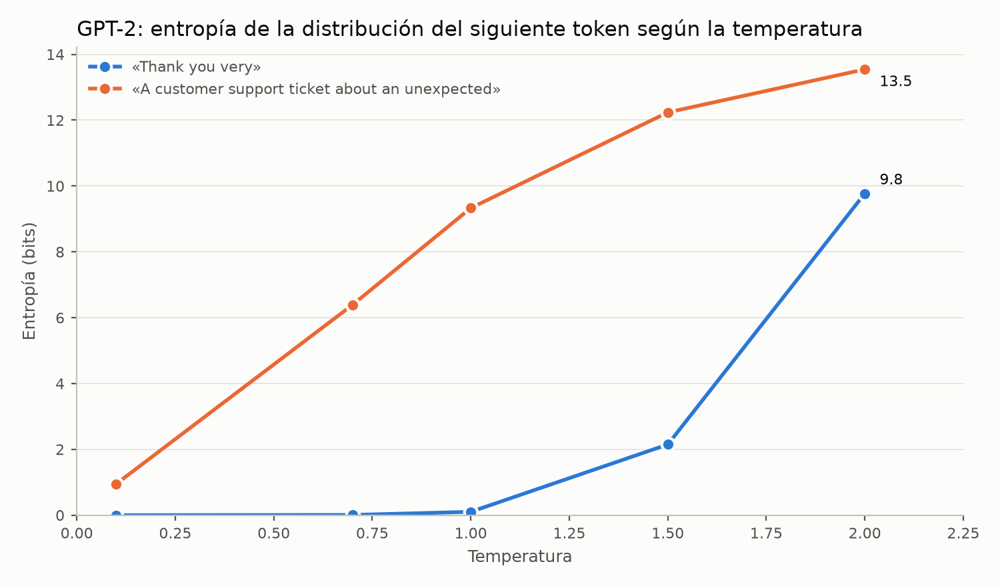 GPT-2: entropía de la distribución del siguiente token según la temperatura
«Thank you very»
«A customer support ticket about an unexpected»
Entropía (bits)
14
12
10
8
6
4
2
0
13.5
9.8
0.00 0.25 0.50 0.75 1.00 1.25 1.50 1.75 2.00 2.25
Temperatura